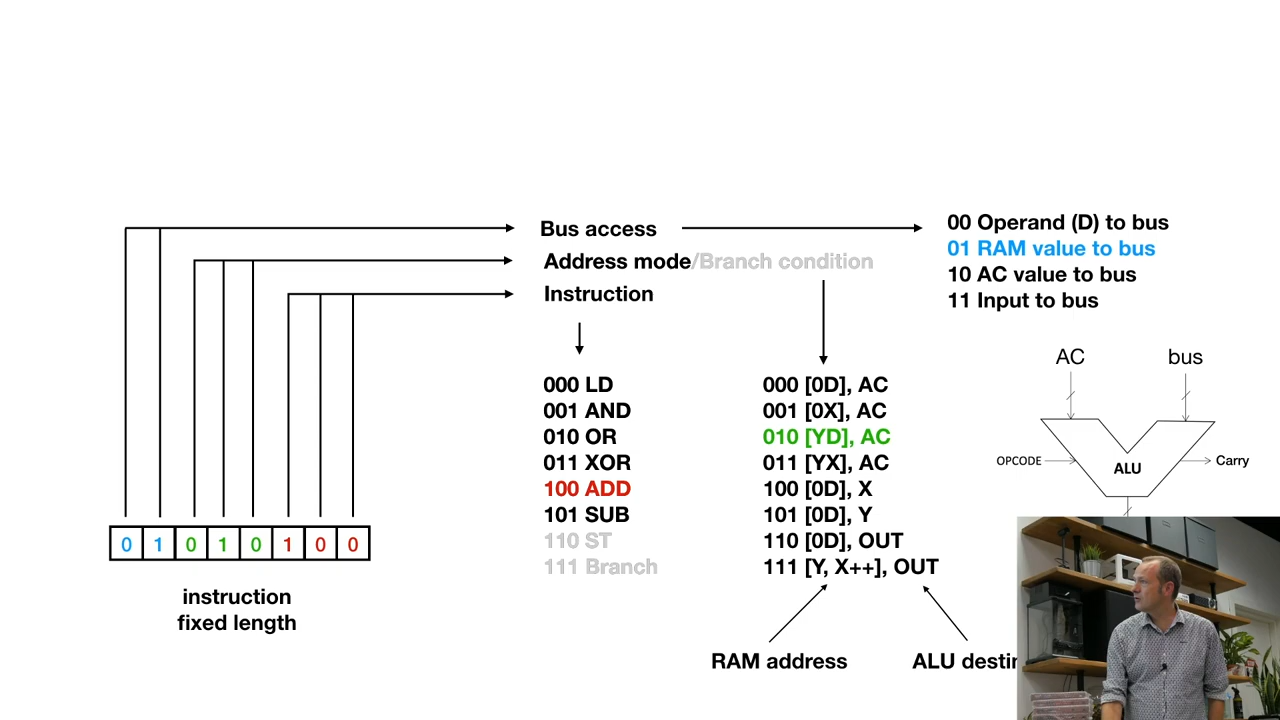 Bus access
Address mode/Branch condition
Instruction
00 Operand (D) to bus
01 RAM value to bus
10 AC value to bus
11 Input to bus
000 LD
001 AND
010 OR
011 XOR
100 ADD
101 SUB
110 ST
111 Branch
000 [0D], AC
001 [0X], AC
010 [YD], AC
011 [YX], AC
100 [0D], X
101 [0D], Y
110 [0D], OUT
111 [Y, X++], OUT
AC
bus
OPCODE
ALU
Carry
0 1 0 1 0 1 0 0
instruction
fixed length
RAM address
ALU destin